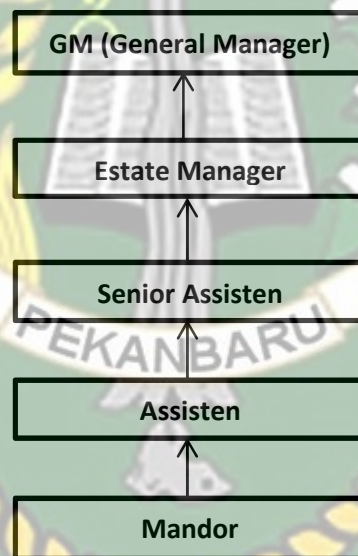 GM (General Manager)
Estate Manager
Senior Assisten
PEKANBARU
Assisten
Mandor